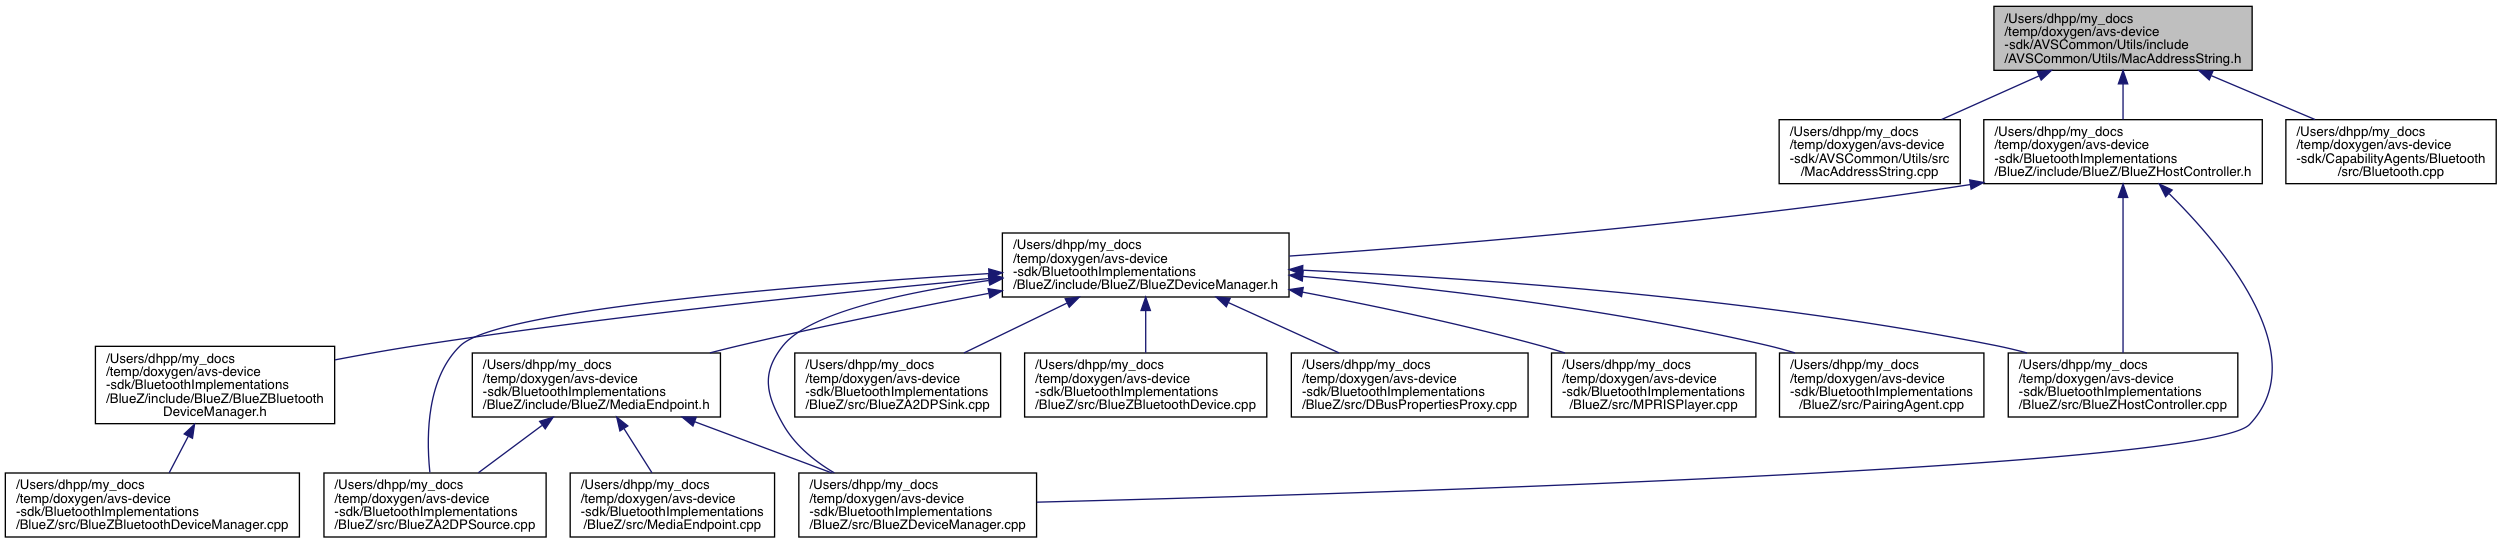 /Users/dhpp/my_docs
/temp/doxygen/avs-device
-sdk/AVSCommon/Utils/include
/AVSCommon/Utils/MacAddressString.h
/Users/dhpp/my_docs
/temp/doxygen/avs-device
-sdk/AVSCommon/Utils/src
/MacAddressString.cpp
/Users/dhpp/my_docs
/temp/doxygen/avs-device
-sdk/BluetoothImplementations
/BlueZ/include/BlueZ/BlueZHostController.h
/Users/dhpp/my_docs
/temp/doxygen/avs-device
-sdk/CapabilityAgents/Bluetooth
/src/Bluetooth.cpp
/Users/dhpp/my_docs
/temp/doxygen/avs-device
-sdk/BluetoothImplementations
/BlueZ/include/BlueZ/BlueZDeviceManager.h
/Users/dhpp/my_docs
/temp/doxygen/avs-device
-sdk/BluetoothImplementations
/BlueZ/include/BlueZ/BlueZBluetooth
DeviceManager.h
/Users/dhpp/my_docs
/temp/doxygen/avs-device
-sdk/BluetoothImplementations
/BlueZ/include/BlueZ/MediaEndpoint.h
/Users/dhpp/my_docs
/temp/doxygen/avs-device
-sdk/BluetoothImplementations
/BlueZ/src/BlueZA2DPSink.cpp
/Users/dhpp/my_docs
/temp/doxygen/avs-device
-sdk/BluetoothImplementations
/BlueZ/src/BlueZBluetoothDevice.cpp
/Users/dhpp/my_docs
/temp/doxygen/avs-device
-sdk/BluetoothImplementations
/BlueZ/src/DBusPropertiesProxy.cpp
/Users/dhpp/my_docs
/temp/doxygen/avs-device
-sdk/BluetoothImplementations
/BlueZ/src/MPRISPlayer.cpp
/Users/dhpp/my_docs
/temp/doxygen/avs-device
-sdk/BluetoothImplementations
/BlueZ/src/PairingAgent.cpp
/Users/dhpp/my_docs
/temp/doxygen/avs-device
-sdk/BluetoothImplementations
/BlueZ/src/BlueZHostController.cpp
/Users/dhpp/my_docs
/temp/doxygen/avs-device
-sdk/BluetoothImplementations
/BlueZ/src/BlueZBluetoothDeviceManager.cpp
/Users/dhpp/my_docs
/temp/doxygen/avs-device
-sdk/BluetoothImplementations
/BlueZ/src/BlueZA2DPSource.cpp
/Users/dhpp/my_docs
/temp/doxygen/avs-device
-sdk/BluetoothImplementations
/BlueZ/src/MediaEndpoint.cpp
/Users/dhpp/my_docs
/temp/doxygen/avs-device
-sdk/BluetoothImplementations
/BlueZ/src/BlueZDeviceManager.cpp